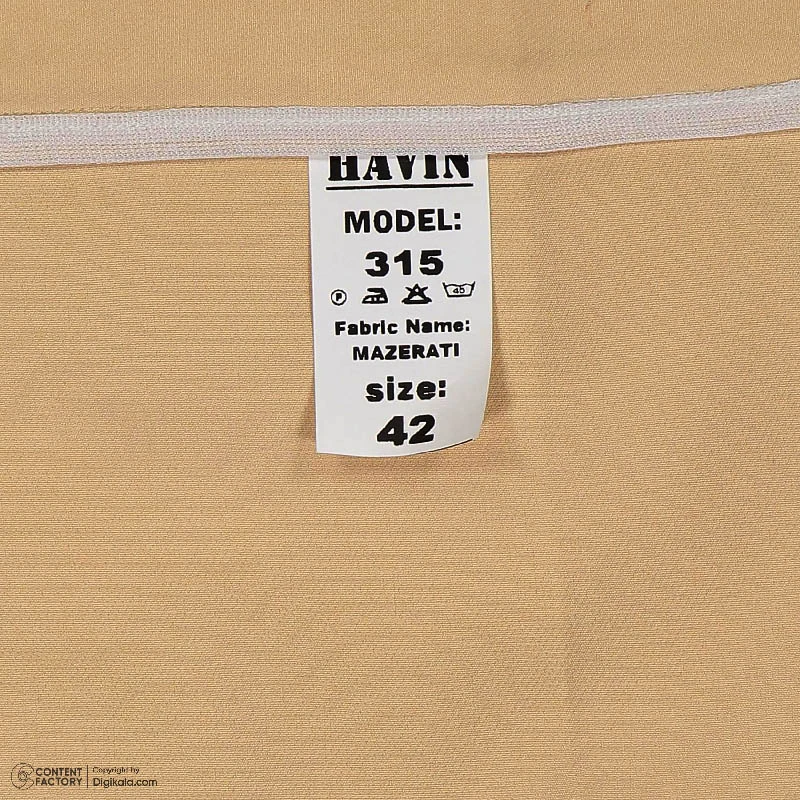 HAVIN
MODEL:
315
P 45
Fabric Name:
MAZERATI
size:
42
CONTENT FACTORY
Copyright by
Digikala.com